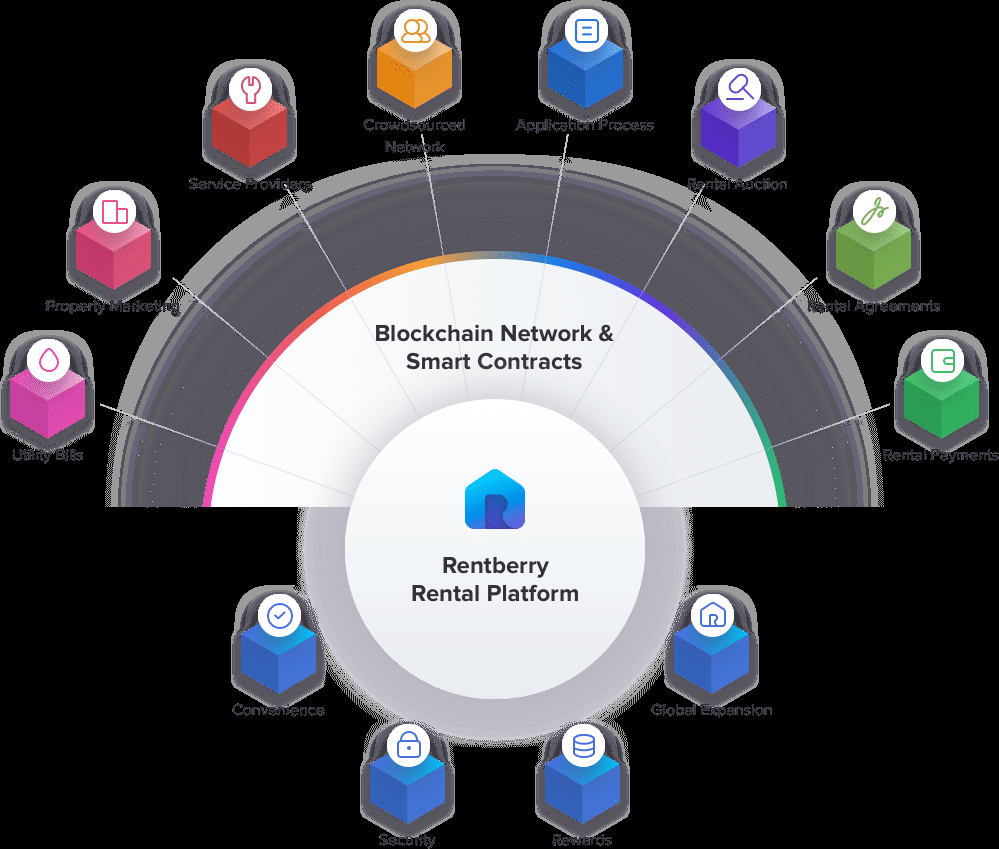 Crowdsourced
Network
Application Process
Service Providers
Rental Auction
Property Marketing
Rental Agreements
Blockchain Network &
Smart Contracts
Utility Bills
Rental Payments
Rentberry
Rental Platform
Convenience
Global Expansion
Security
Rewards